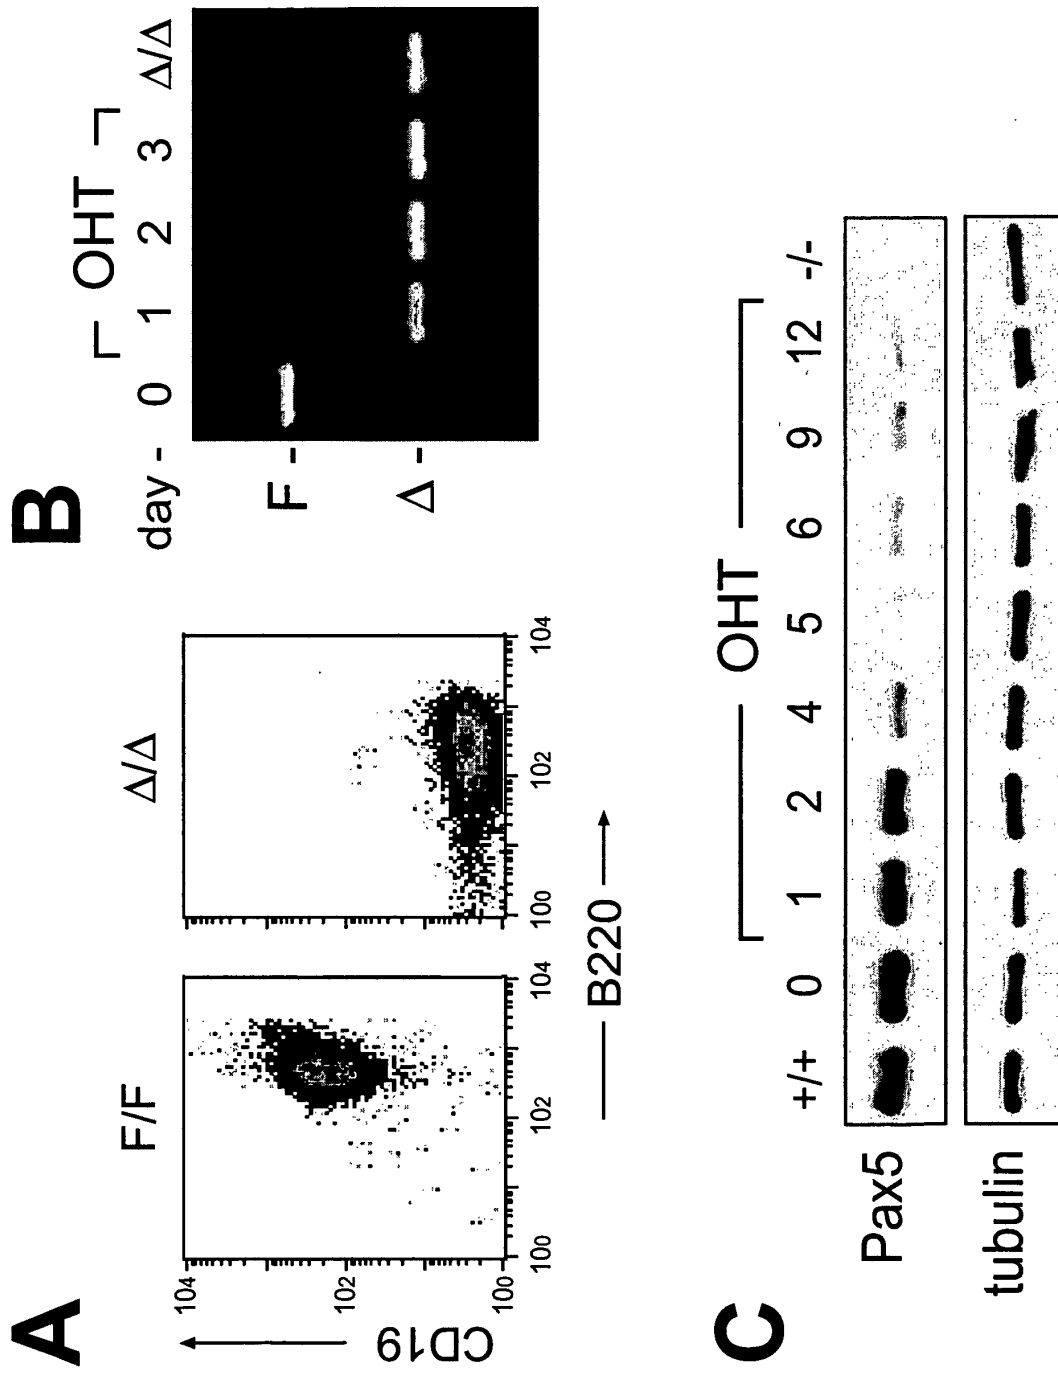 A
F/F
Δ/Δ
CD19
10⁴
10²
10⁰
10⁰
10²
10⁴
10⁰
10²
10⁴
B220
B
OHT
day - 0 1 2 3 Δ/Δ
F -
Δ -
C
OHT
+/+ 0 1 2 4 5 6 9 12 -/-
Pax5
tubulin